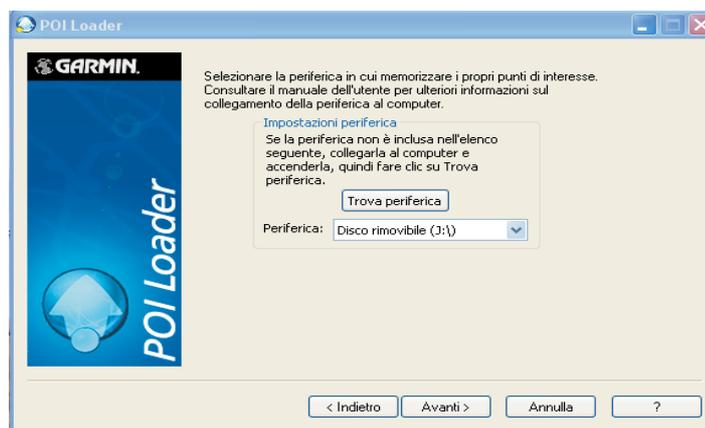 POI Loader
GARMIN.
POI Loader
Selezionare la periferica in cui memorizzare i propri punti di interesse.
Consultare il manuale dell'utente per ulteriori informazioni sul
collegamento della periferica al computer.
Impostazioni periferica
Se la periferica non è inclusa nell'elenco
seguente, collegarla al computer e
accenderla, quindi fare clic su Trova
periferica.
Trova periferica
Periferica: Disco rimovibile (J:\)
< Indietro Avanti > Annulla ?